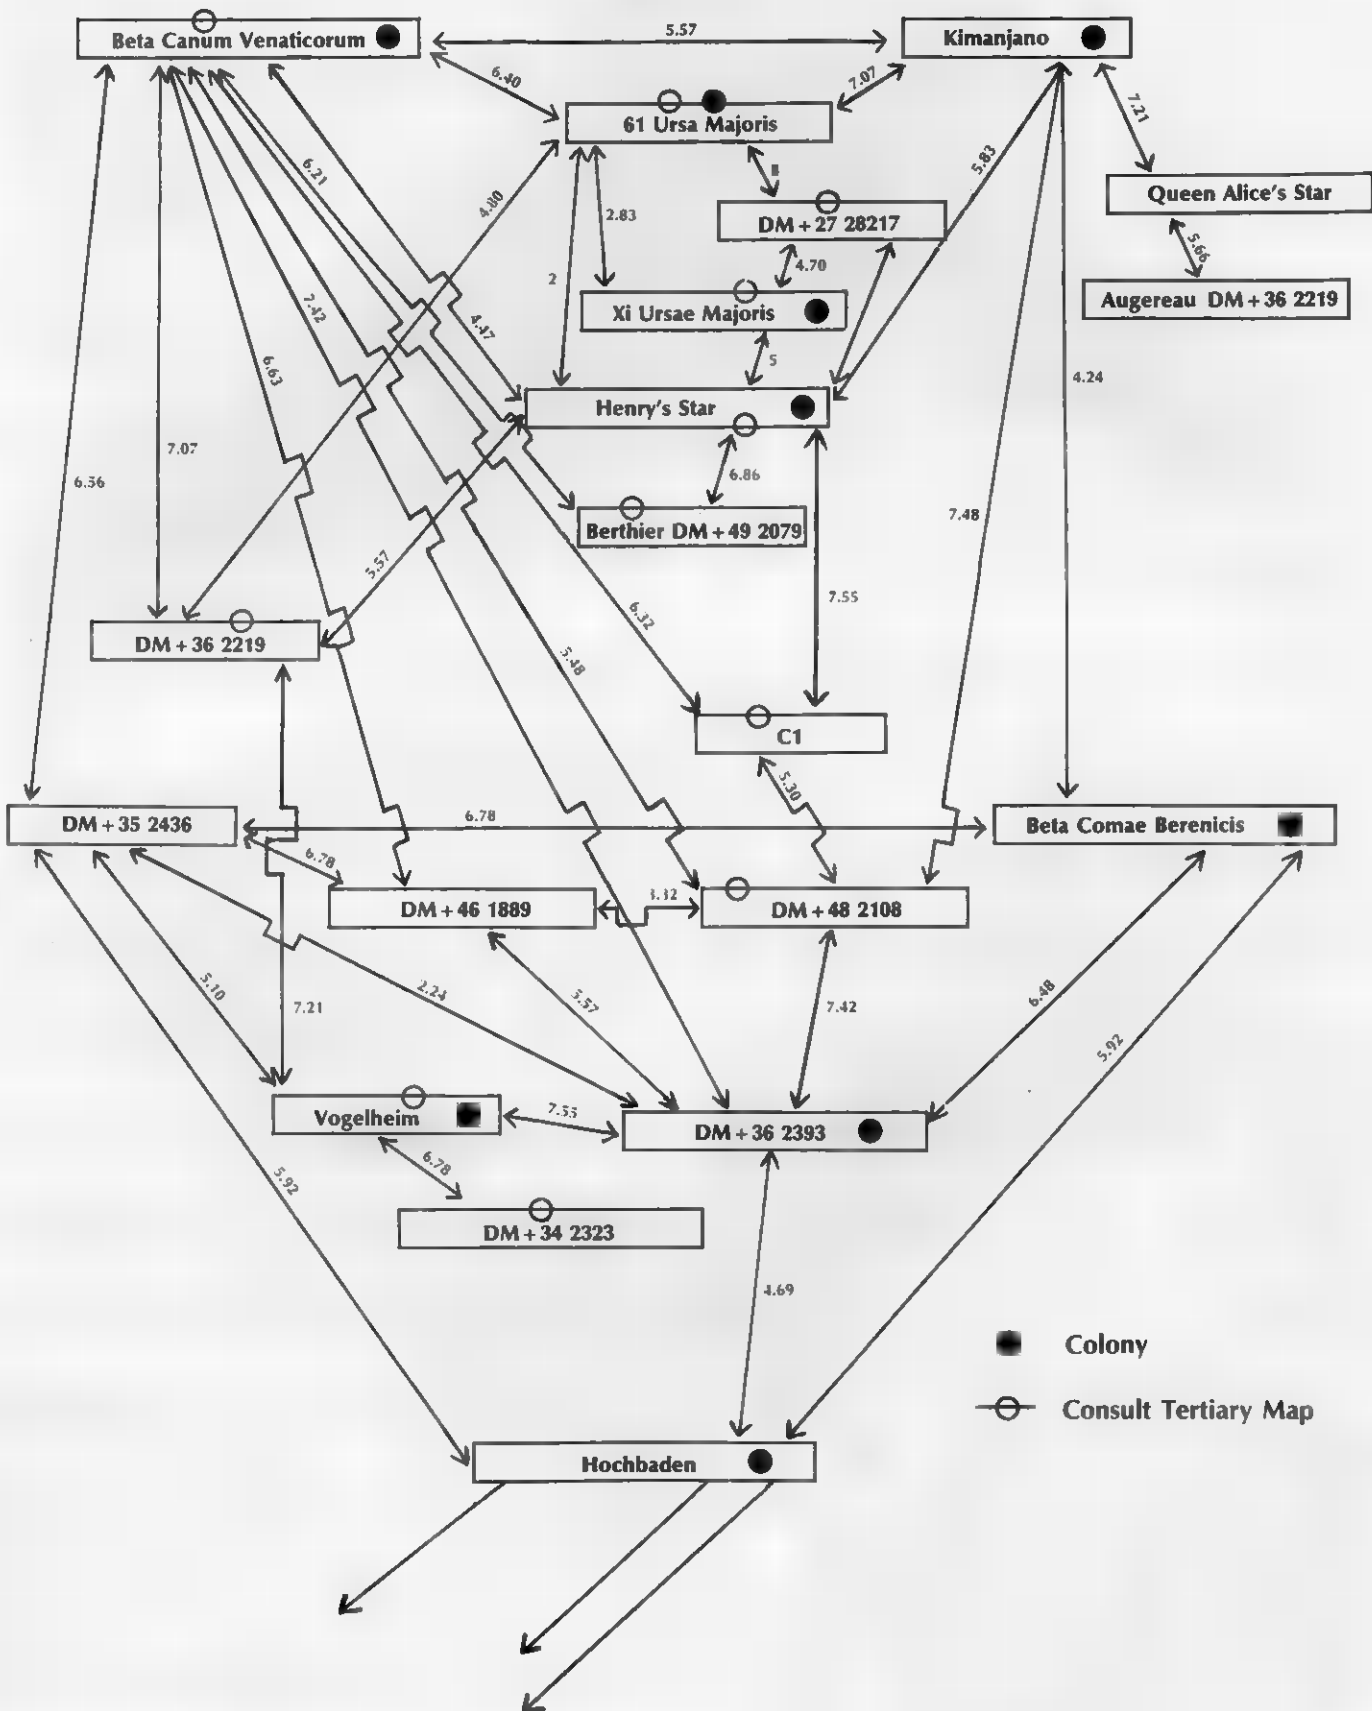 Beta Canum Venaticorum
5.57
Kimanjano
6.40
7.07
7.21
61 Ursa Majoris
6.21
4.80
5.83
Queen Alice's Star
2.83
DM + 27 28217
5.66
4.70
2
Augereau DM + 36 2219
Xi Ursae Majoris
7.42
4.47
6.63
5
4.24
Henry's Star
7.07
6.56
6.86
7.48
Berthier DM + 49 2079
5.57
7.55
6.32
DM + 36 2219
5.48
C1
5.30
DM + 35 2436
6.78
Beta Comae Berenicis
6.78
3.32
DM + 46 1889
DM + 48 2108
5.10
2.24
7.21
5.57
7.42
6.48
5.92
Vogelheim
7.55
DM + 36 2393
6.78
5.92
DM + 34 2323
4.69
Colony
Consult Tertiary Map
Hochbaden